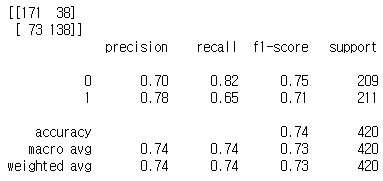 [[171  38]
 [ 73 138]]
              precision    recall  f1-score   support

           0       0.70      0.82      0.75       209
           1       0.78      0.65      0.71       211

    accuracy                           0.74       420
   macro avg       0.74      0.74      0.73       420
weighted avg       0.74      0.74      0.73       420